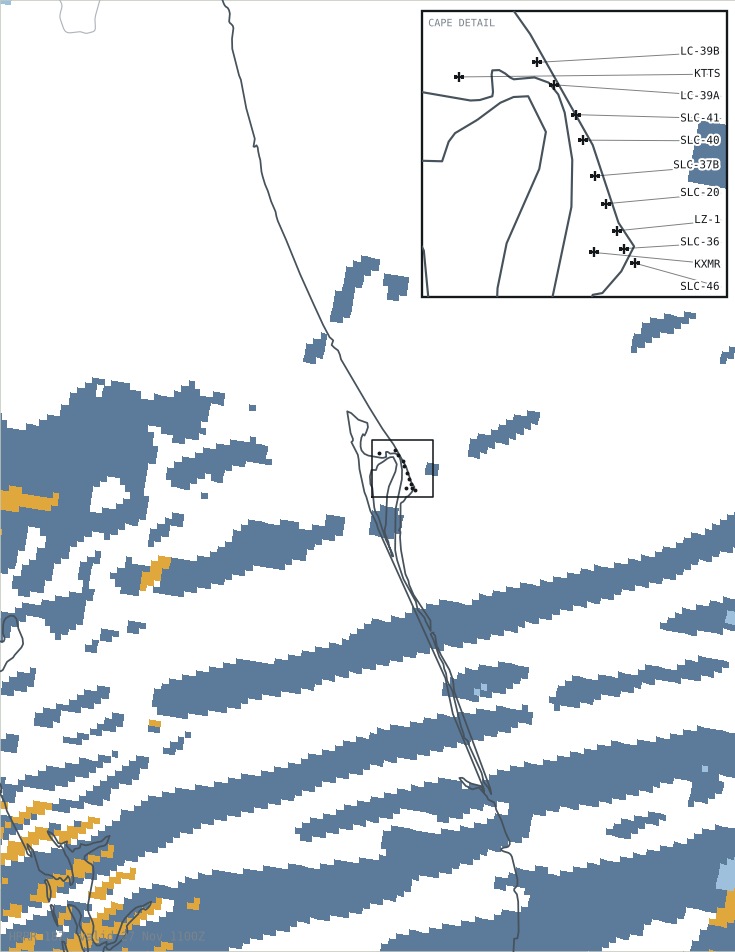 CAPE DETAIL
LC-39B
KTTS
LC-39A
SLC-41
SLC-40
SLC-37B
SLC-20
LZ-1
SLC-36
KXMR
SLC-46